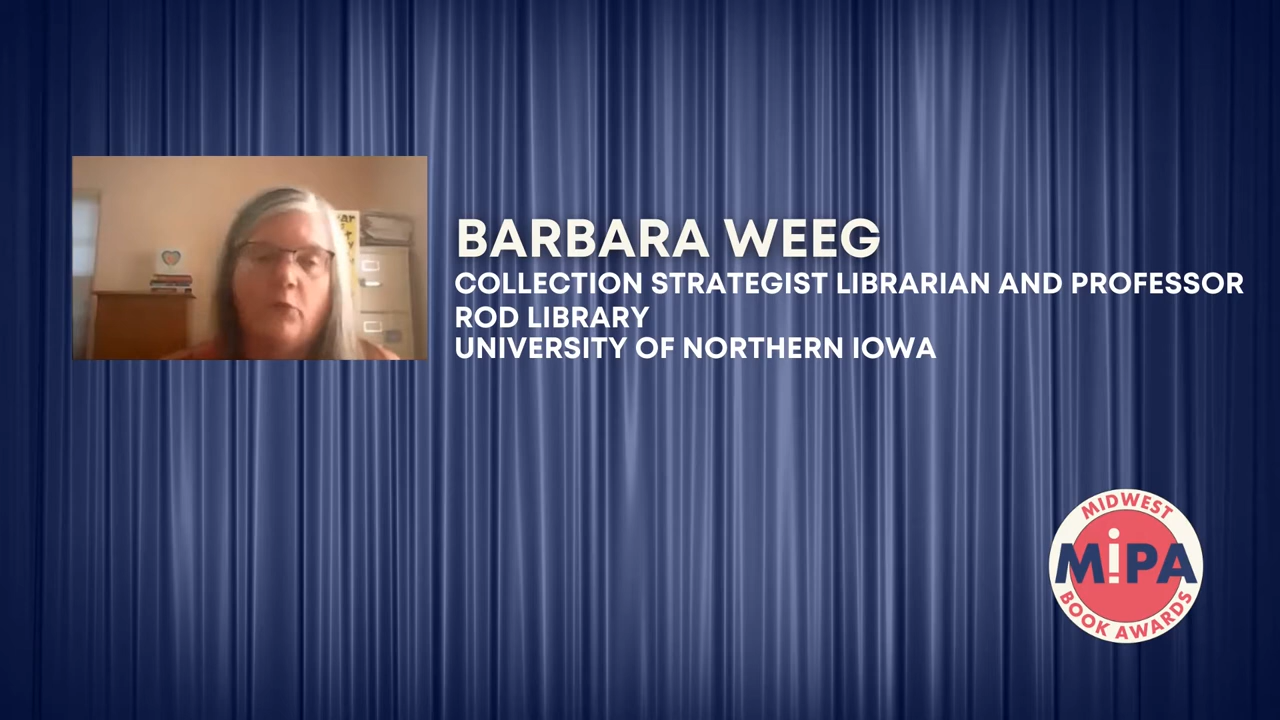 BARBARA WEEG
COLLECTION STRATEGIST LIBRARIAN AND PROFESSOR
ROD LIBRARY
UNIVERSITY OF NORTHERN IOWA
MIDWEST
MiPA
BOOK AWARDS